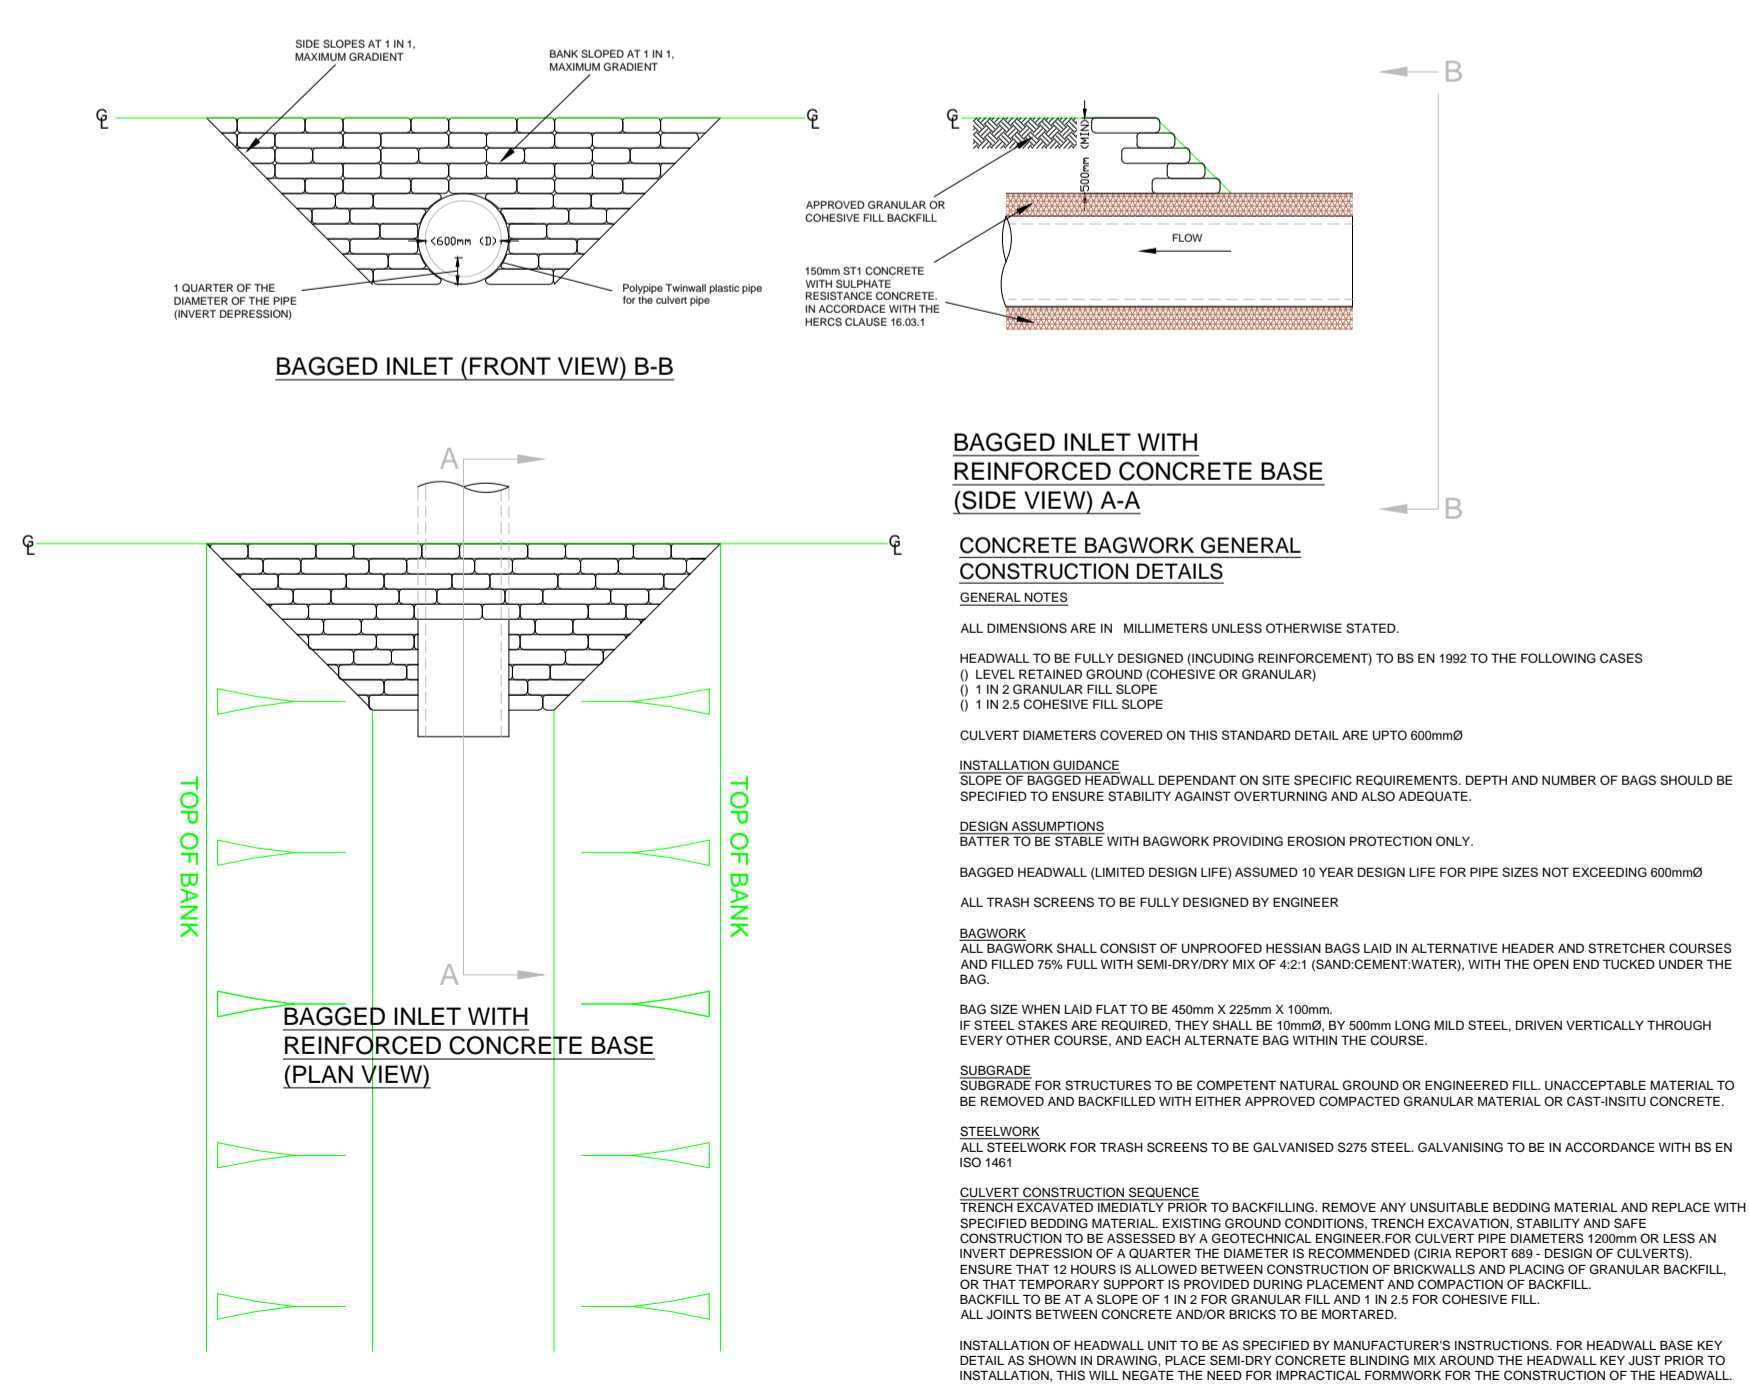 SIDE SLOPES AT 1 IN 1,
MAXIMUM GRADIENT
BANK SLOPED AT 1 IN 1,
MAXIMUM GRADIENT
GL
GL
<600mm (D)
1 QUARTER OF THE
DIAMETER OF THE PIPE
(INVERT DEPRESSION)
Polypipe Twinwall plastic pipe
for the culvert pipe
BAGGED INLET (FRONT VIEW) B-B
B
GL
500mm (MIN)
APPROVED GRANULAR OR
COHESIVE FILL BACKFILL
FLOW
150mm ST1 CONCRETE
WITH SULPHATE
RESISTANCE CONCRETE.
IN ACCORDACE WITH THE
HERCS CLAUSE 16.03.1
B
BAGGED INLET WITH
REINFORCED CONCRETE BASE
(SIDE VIEW) A-A
A
GL
GL
TOP OF BANK
TOP OF BANK
A
BAGGED INLET WITH
REINFORCED CONCRETE BASE
(PLAN VIEW)
CONCRETE BAGWORK GENERAL
CONSTRUCTION DETAILS
GENERAL NOTES
ALL DIMENSIONS ARE IN MILLIMETERS UNLESS OTHERWISE STATED.
HEADWALL TO BE FULLY DESIGNED (INCUDING REINFORCEMENT) TO BS EN 1992 TO THE FOLLOWING CASES
() LEVEL RETAINED GROUND (COHESIVE OR GRANULAR)
() 1 IN 2 GRANULAR FILL SLOPE
() 1 IN 2.5 COHESIVE FILL SLOPE
CULVERT DIAMETERS COVERED ON THIS STANDARD DETAIL ARE UPTO 600mmØ
INSTALLATION GUIDANCE
SLOPE OF BAGGED HEADWALL DEPENDANT ON SITE SPECIFIC REQUIREMENTS. DEPTH AND NUMBER OF BAGS SHOULD BE
SPECIFIED TO ENSURE STABILITY AGAINST OVERTURNING AND ALSO ADEQUATE.
DESIGN ASSUMPTIONS
BATTER TO BE STABLE WITH BAGWORK PROVIDING EROSION PROTECTION ONLY.
BAGGED HEADWALL (LIMITED DESIGN LIFE) ASSUMED 10 YEAR DESIGN LIFE FOR PIPE SIZES NOT EXCEEDING 600mmØ
ALL TRASH SCREENS TO BE FULLY DESIGNED BY ENGINEER
BAGWORK
ALL BAGWORK SHALL CONSIST OF UNPROOFED HESSIAN BAGS LAID IN ALTERNATIVE HEADER AND STRETCHER COURSES
AND FILLED 75% FULL WITH SEMI-DRY/DRY MIX OF 4:2:1 (SAND:CEMENT:WATER), WITH THE OPEN END TUCKED UNDER THE
BAG.
BAG SIZE WHEN LAID FLAT TO BE 450mm X 225mm X 100mm.
IF STEEL STAKES ARE REQUIRED, THEY SHALL BE 10mmØ, BY 500mm LONG MILD STEEL, DRIVEN VERTICALLY THROUGH
EVERY OTHER COURSE, AND EACH ALTERNATE BAG WITHIN THE COURSE.
SUBGRADE
SUBGRADE FOR STRUCTURES TO BE COMPETENT NATURAL GROUND OR ENGINEERED FILL. UNACCEPTABLE MATERIAL TO
BE REMOVED AND BACKFILLED WITH EITHER APPROVED COMPACTED GRANULAR MATERIAL OR CAST-INSITU CONCRETE.
STEELWORK
ALL STEELWORK FOR TRASH SCREENS TO BE GALVANISED S275 STEEL. GALVANISING TO BE IN ACCORDANCE WITH BS EN
ISO 1461
CULVERT CONSTRUCTION SEQUENCE
TRENCH EXCAVATED IMEDIATLY PRIOR TO BACKFILLING. REMOVE ANY UNSUITABLE BEDDING MATERIAL AND REPLACE WITH
SPECIFIED BEDDING MATERIAL. EXISTING GROUND CONDITIONS, TRENCH EXCAVATION, STABILITY AND SAFE
CONSTRUCTION TO BE ASSESSED BY A GEOTECHNICAL ENGINEER.FOR CULVERT PIPE DIAMETERS 1200mm OR LESS AN
INVERT DEPRESSION OF A QUARTER THE DIAMETER IS RECOMMENDED (CIRIA REPORT 689 - DESIGN OF CULVERTS).
ENSURE THAT 12 HOURS IS ALLOWED BETWEEN CONSTRUCTION OF BRICKWALLS AND PLACING OF GRANULAR BACKFILL,
OR THAT TEMPORARY SUPPORT IS PROVIDED DURING PLACEMENT AND COMPACTION OF BACKFILL.
BACKFILL TO BE AT A SLOPE OF 1 IN 2 FOR GRANULAR FILL AND 1 IN 2.5 FOR COHESIVE FILL.
ALL JOINTS BETWEEN CONCRETE AND/OR BRICKS TO BE MORTARED.
INSTALLATION OF HEADWALL UNIT TO BE AS SPECIFIED BY MANUFACTURER'S INSTRUCTIONS. FOR HEADWALL BASE KEY
DETAIL AS SHOWN IN DRAWING, PLACE SEMI-DRY CONCRETE BLINDING MIX AROUND THE HEADWALL KEY JUST PRIOR TO
INSTALLATION, THIS WILL NEGATE THE NEED FOR IMPRACTICAL FORMWORK FOR THE CONSTRUCTION OF THE HEADWALL.